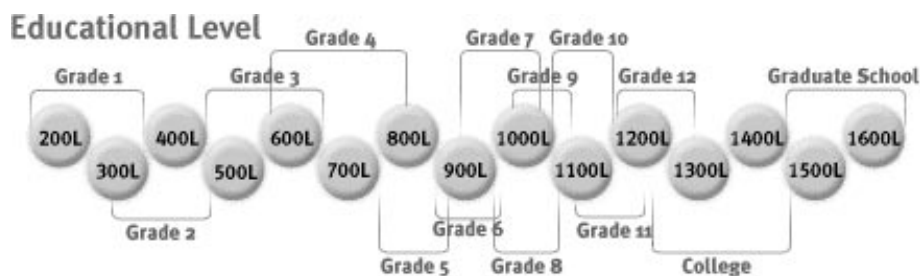 Educational Level
Grade 4
Grade 7
Grade 10
Grade 1
Grade 3
Grade 9
Grade 12
Graduate School
200L
400L
600L
800L
1000L
1200L
1400L
1600L
300L
500L
700L
900L
1100L
1300L
1500L
Grade 2
Grade 6
Grade 11
Grade 5
Grade 8
College